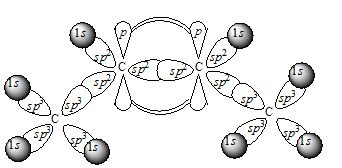 1s p p 1s
sp² sp²
C sp² sp² C
1s sp² sp² 1s
sp³ sp³ sp³ sp³
C C
1s sp³ sp³ 1s 1s sp³ sp³ 1s